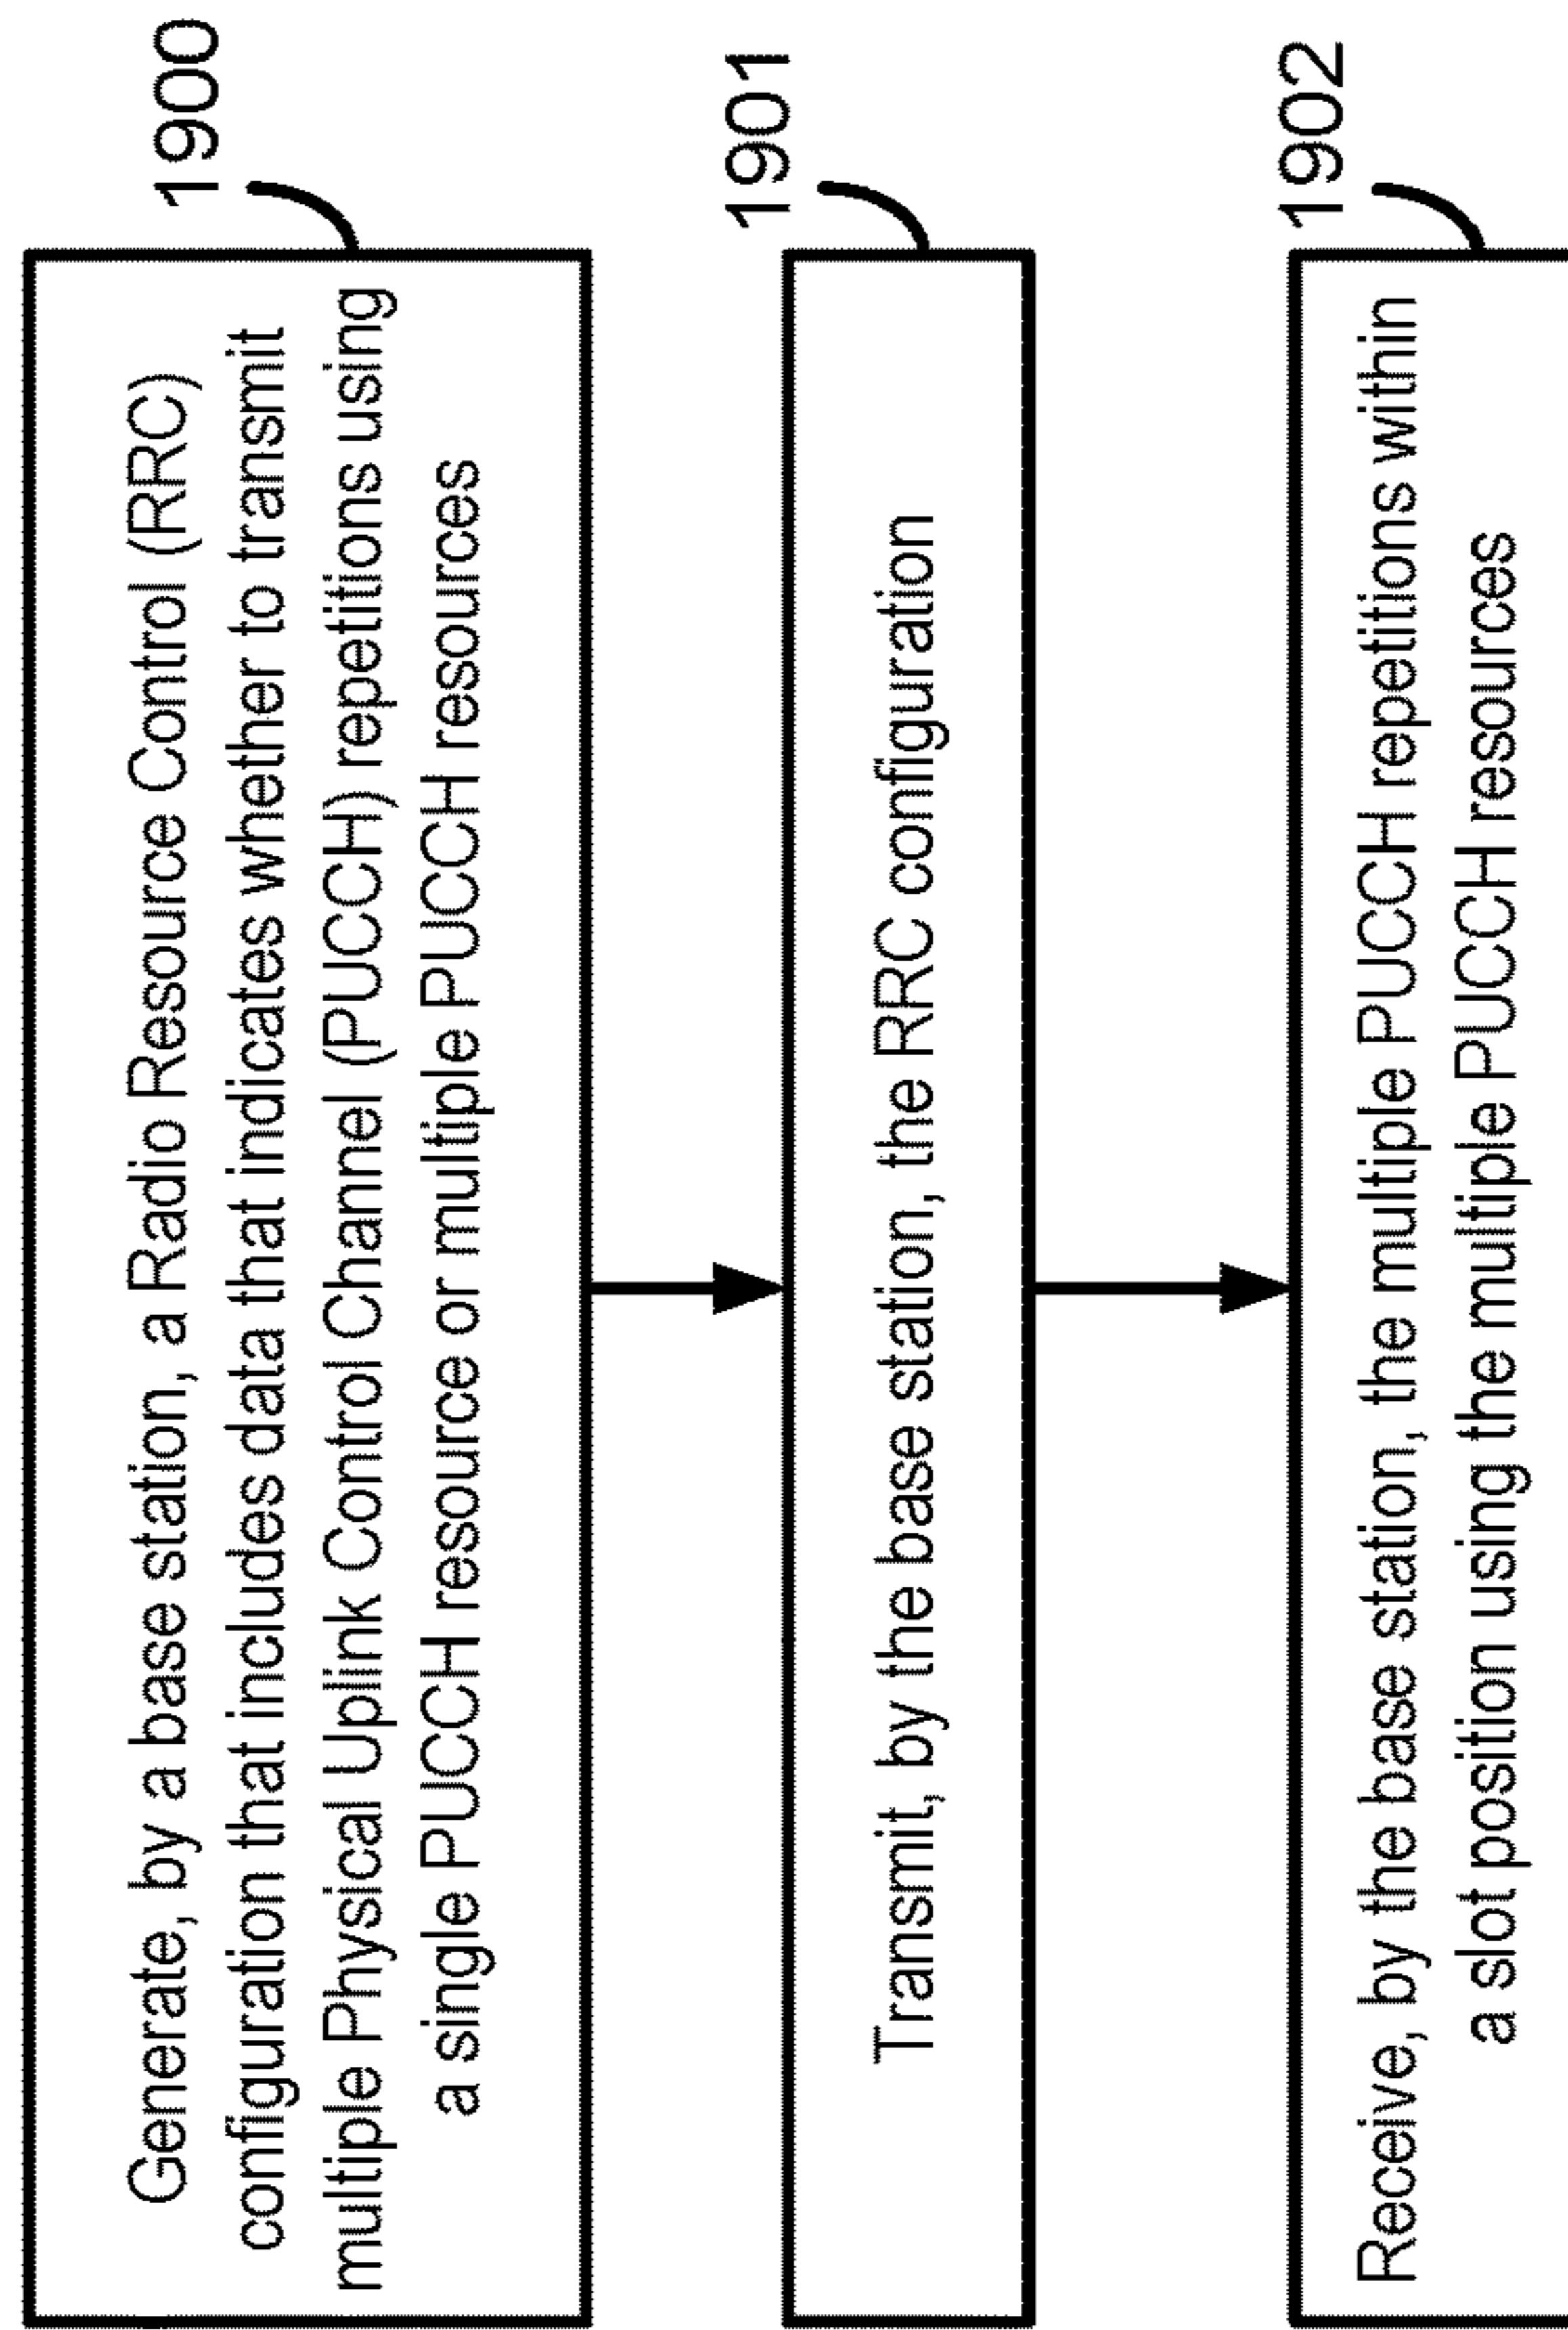 1900
Generate, by a base station, a Radio Resource Control (RRC)
configuration that includes data that indicates whether to transmit
multiple Physical Uplink Control Channel (PUCCH) repetitions using
a single PUCCH resource or multiple PUCCH resources
1901
Transmit, by the base station, the RRC configuration
1902
Receive, by the base station, the multiple PUCCH repetitions within
a slot position using the multiple PUCCH resources